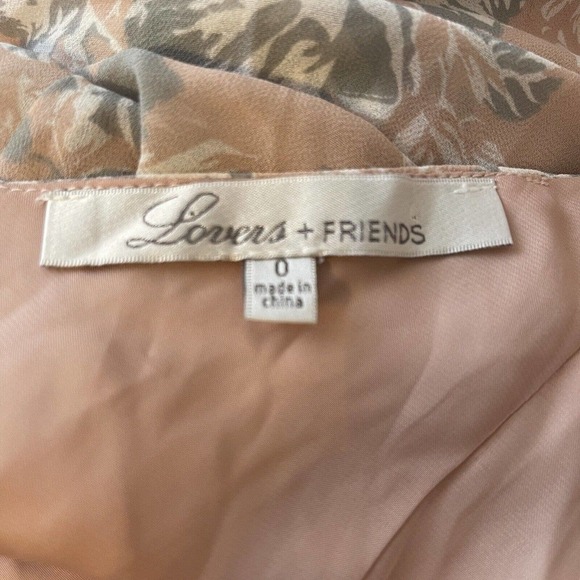 Lovers + FRIENDS
0
made in
china